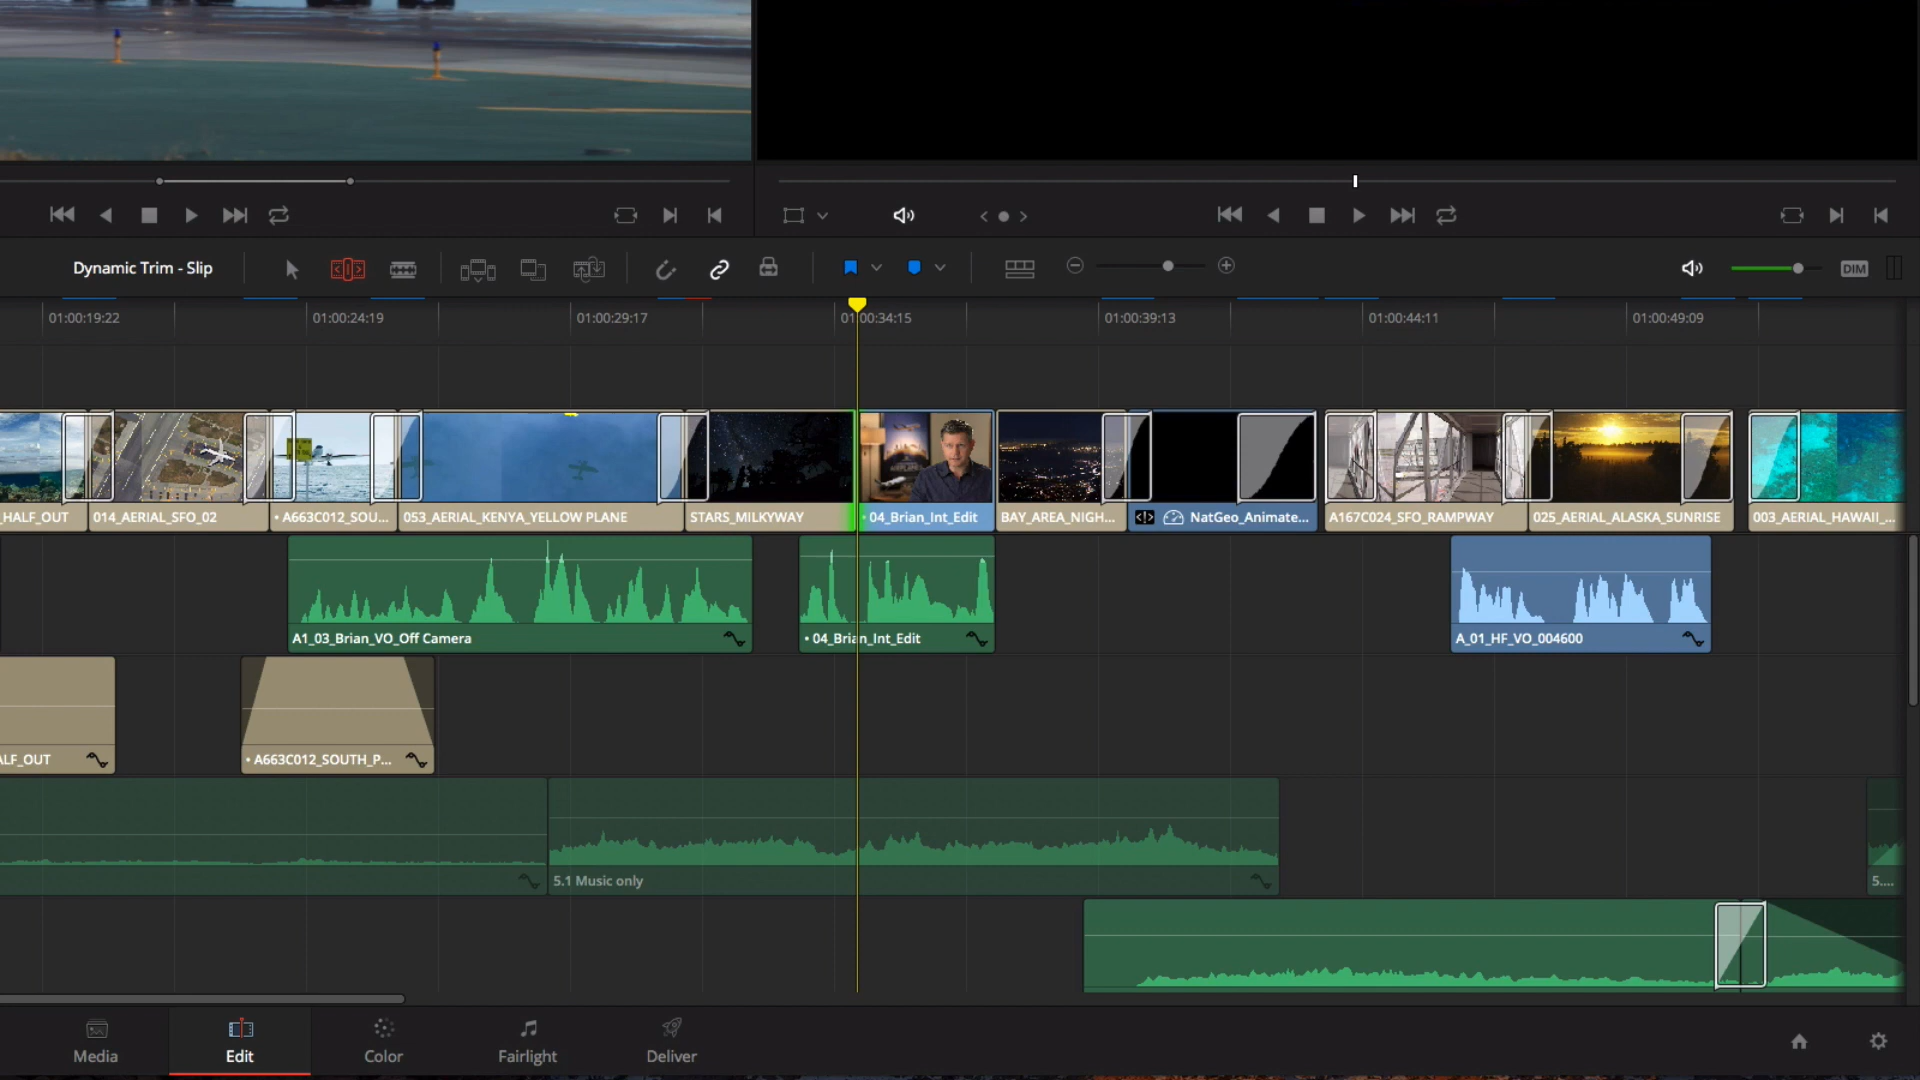 Dynamic Trim - Slip
DIM
01:00:19:22
01:00:24:19
01:00:29:17
01:00:34:15
01:00:39:13
01:00:44:11
01:00:49:09
_HALF_OUT
014_AERIAL_SFO_02
• A663C012_SOU...
053_AERIAL_KENYA_YELLOW PLANE
STARS_MILKYWAY
• 04_Brian_Int_Edit
BAY_AREA_NIGH...
NatGeo_Animate...
A167C024_SFO_RAMPWAY
025_AERIAL_ALASKA_SUNRISE
003_AERIAL_HAWAII_...
A1_03_Brian_VO_Off Camera
• 04_Brian_Int_Edit
A_01_HF_VO_004600
ALF_OUT
• A663C012_SOUTH_P...
5.1 Music only
5....
Media
Edit
Color
Fairlight
Deliver